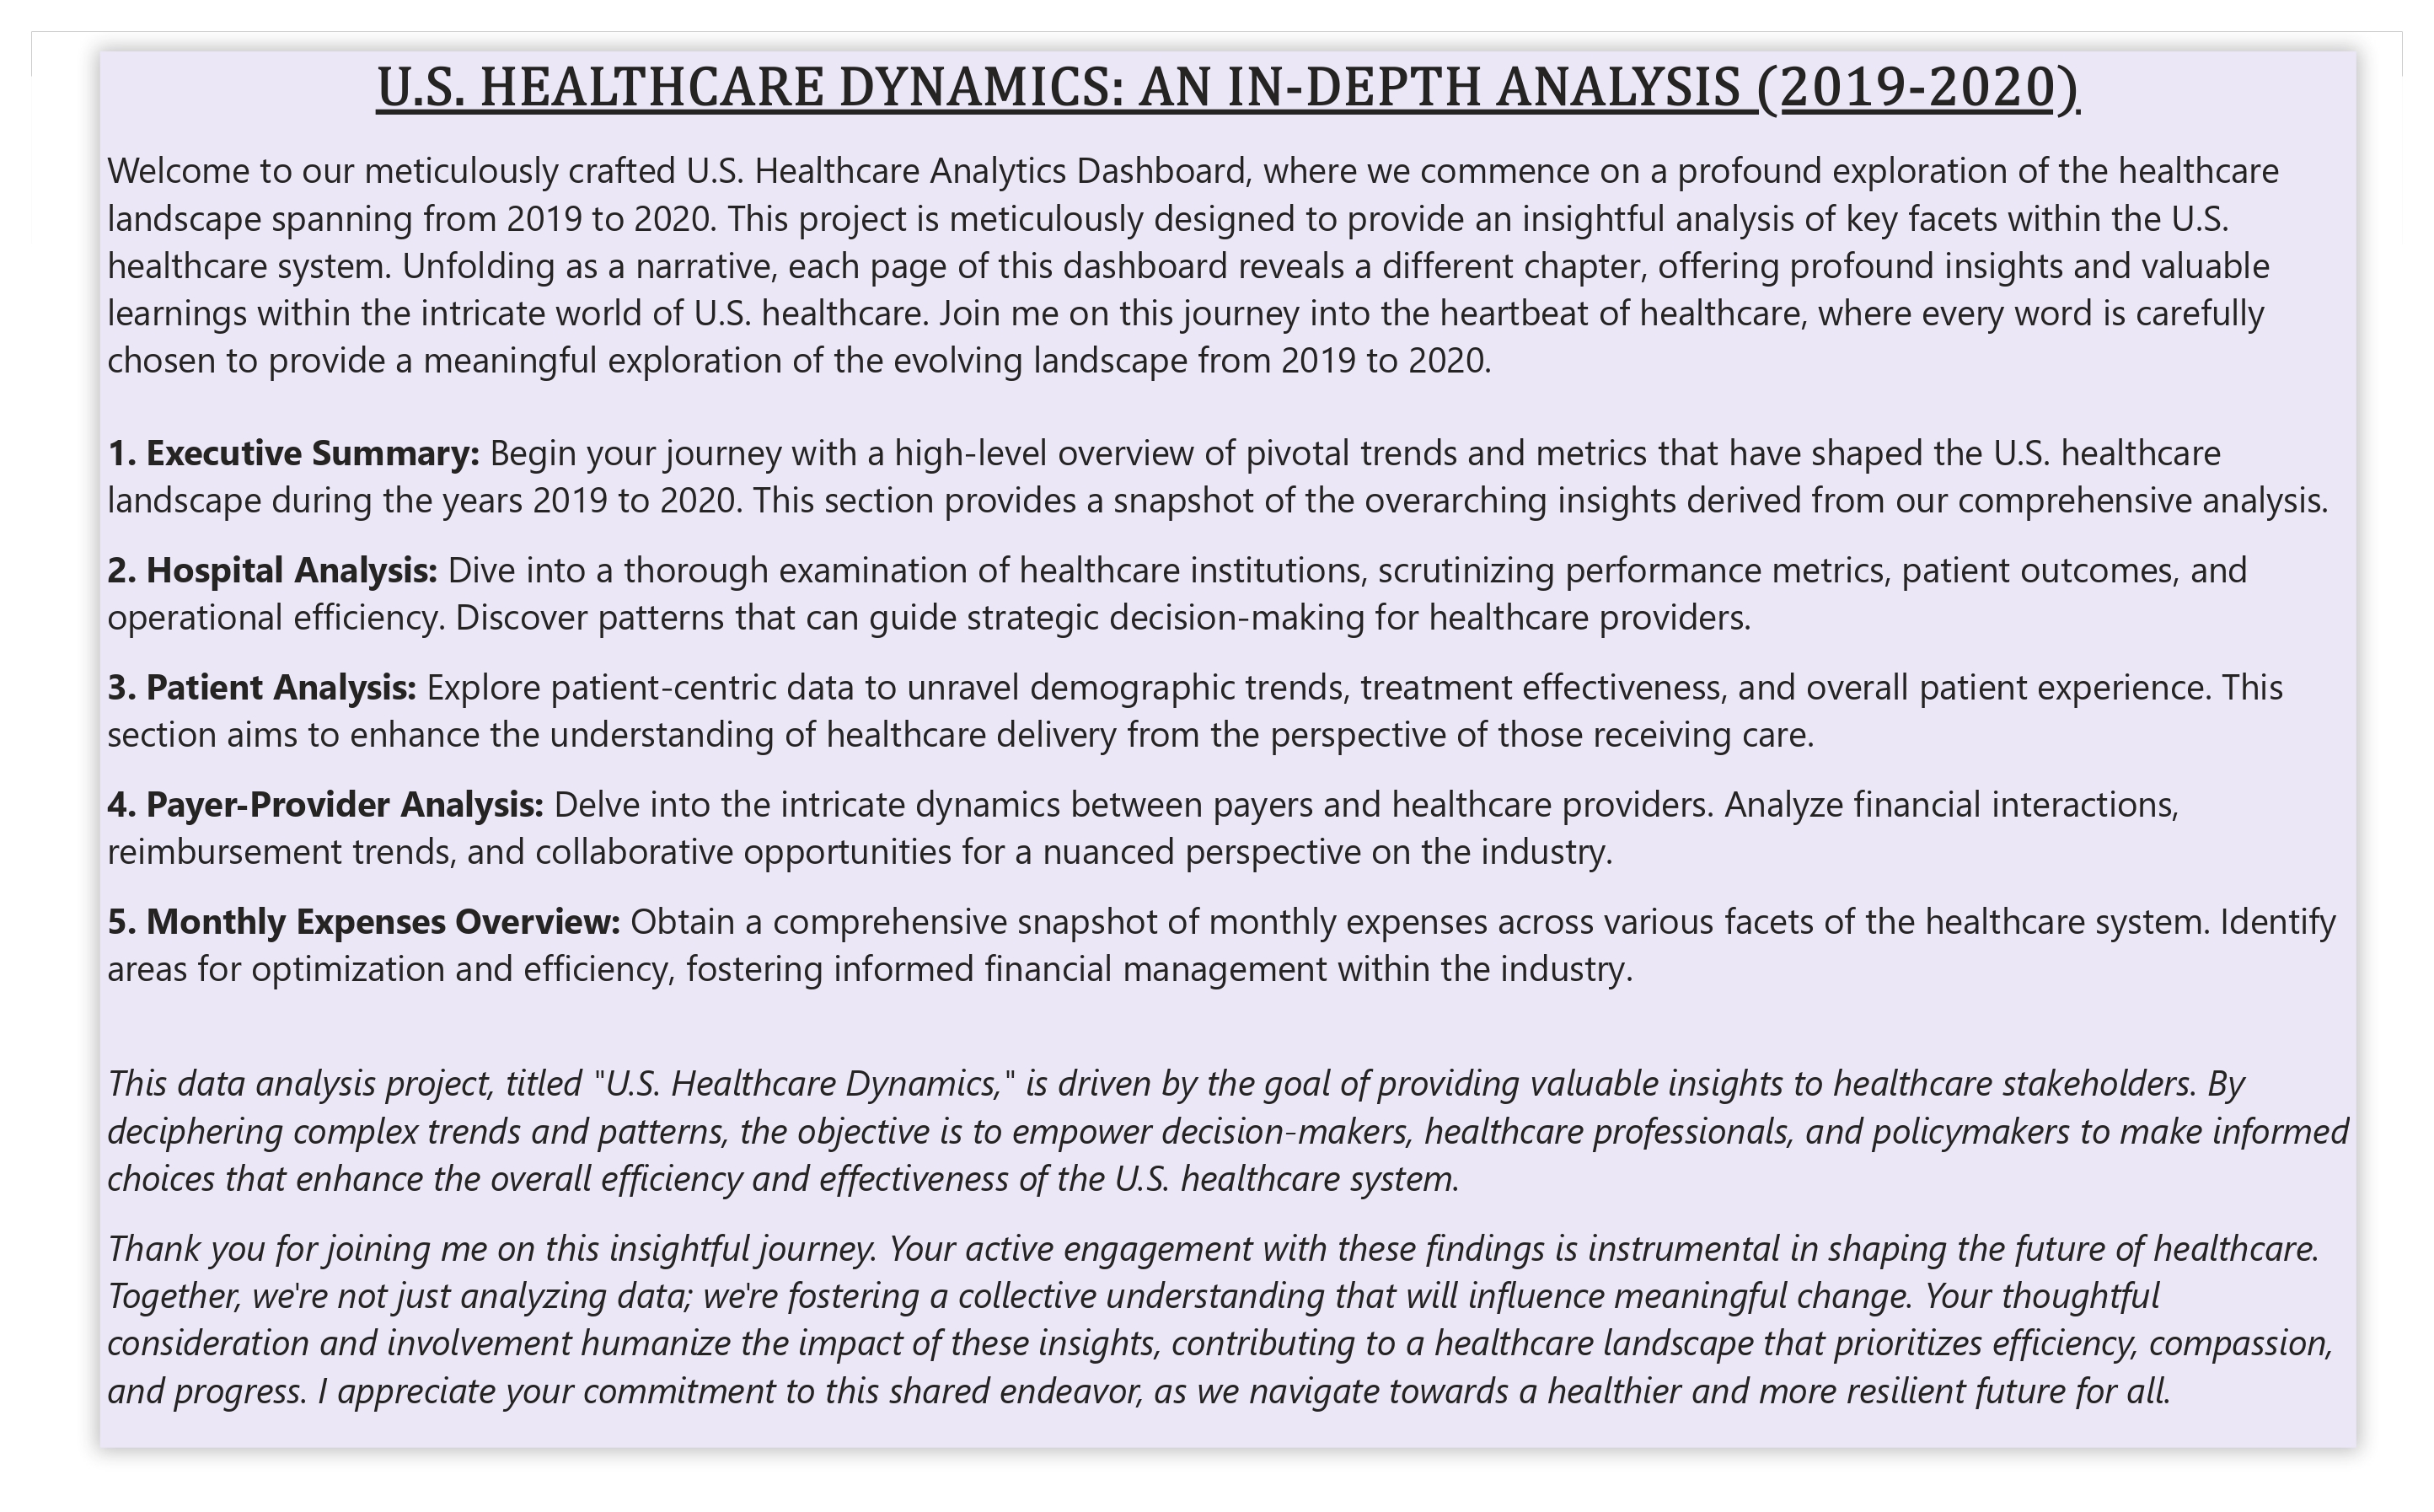 U.S. HEALTHCARE DYNAMICS: AN IN-DEPTH ANALYSIS (2019-2020)
Welcome to our meticulously crafted U.S. Healthcare Analytics Dashboard, where we commence on a profound exploration of the healthcare
landscape spanning from 2019 to 2020. This project is meticulously designed to provide an insightful analysis of key facets within the U.S.
healthcare system. Unfolding as a narrative, each page of this dashboard reveals a different chapter, offering profound insights and valuable
learnings within the intricate world of U.S. healthcare. Join me on this journey into the heartbeat of healthcare, where every word is carefully
chosen to provide a meaningful exploration of the evolving landscape from 2019 to 2020.
1. Executive Summary: Begin your journey with a high-level overview of pivotal trends and metrics that have shaped the U.S. healthcare
landscape during the years 2019 to 2020. This section provides a snapshot of the overarching insights derived from our comprehensive analysis.
2. Hospital Analysis: Dive into a thorough examination of healthcare institutions, scrutinizing performance metrics, patient outcomes, and
operational efficiency. Discover patterns that can guide strategic decision-making for healthcare providers.
3. Patient Analysis: Explore patient-centric data to unravel demographic trends, treatment effectiveness, and overall patient experience. This
section aims to enhance the understanding of healthcare delivery from the perspective of those receiving care.
4. Payer-Provider Analysis: Delve into the intricate dynamics between payers and healthcare providers. Analyze financial interactions,
reimbursement trends, and collaborative opportunities for a nuanced perspective on the industry.
5. Monthly Expenses Overview: Obtain a comprehensive snapshot of monthly expenses across various facets of the healthcare system. Identify
areas for optimization and efficiency, fostering informed financial management within the industry.
This data analysis project, titled "U.S. Healthcare Dynamics," is driven by the goal of providing valuable insights to healthcare stakeholders. By
deciphering complex trends and patterns, the objective is to empower decision-makers, healthcare professionals, and policymakers to make informed
choices that enhance the overall efficiency and effectiveness of the U.S. healthcare system.
Thank you for joining me on this insightful journey. Your active engagement with these findings is instrumental in shaping the future of healthcare.
Together, we're not just analyzing data; we're fostering a collective understanding that will influence meaningful change. Your thoughtful
consideration and involvement humanize the impact of these insights, contributing to a healthcare landscape that prioritizes efficiency, compassion,
and progress. I appreciate your commitment to this shared endeavor, as we navigate towards a healthier and more resilient future for all.